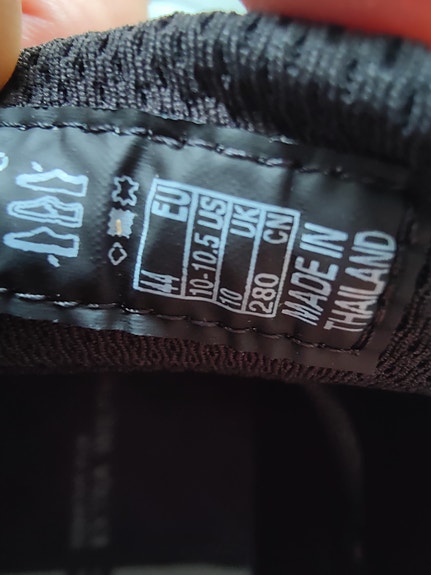 44 EU
10-10.5 US
10 UK
280 CN
MADE IN
THAILAND